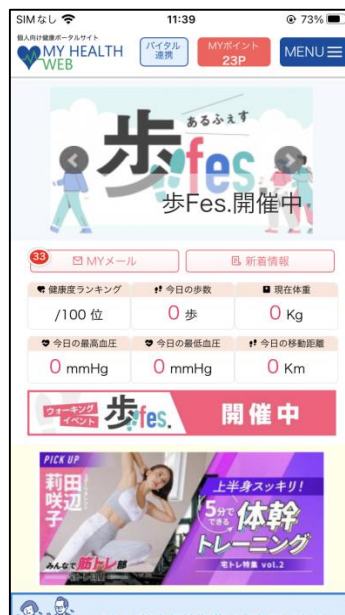 SIMなし 11:39 73%
個人向け健康ポータルサイト
MY HEALTH WEB
バイタル連携
MYポイント
23P
MENU
あるふぇす
歩fes
歩Fes.開催中
33 MYメール
新着情報
健康度ランキング 今日の歩数 現在体重
/100 位 0 歩 0 Kg
今日の最高血圧 今日の最低血圧 今日の移動距離
0 mmHg 0 mmHg 0 Km
ウォーキングイベント 歩fes. 開催中
PICK UP
田辺莉咲子
みんなで筋トレ部
上半身スッキリ!
5分でできる 体幹トレーニング
宅トレ特集 vol.2